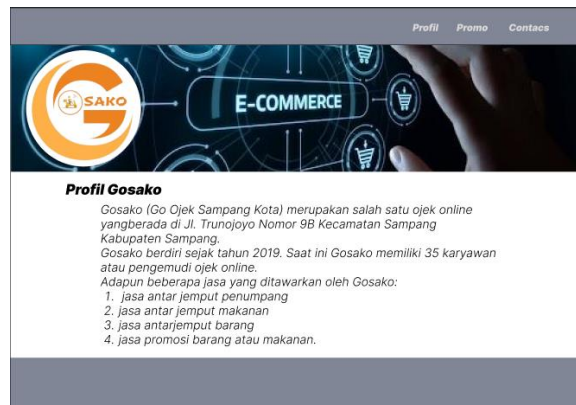 Profil Promo Contacs
SAKO
E-COMMERCE
Profil Gosako
Gosako (Go Ojek Sampang Kota) merupakan salah satu ojek online
yangberada di Jl. Trunojoyo Nomor 9B Kecamatan Sampang
Kabupaten Sampang.
Gosako berdiri sejak tahun 2019. Saat ini Gosako memiliki 35 karyawan
atau pengemudi ojek online.
Adapun beberapa jasa yang ditawarkan oleh Gosako:
1. jasa antar jemput penumpang
2. jasa antar jemput makanan
3. jasa antarjemput barang
4. jasa promosi barang atau makanan.